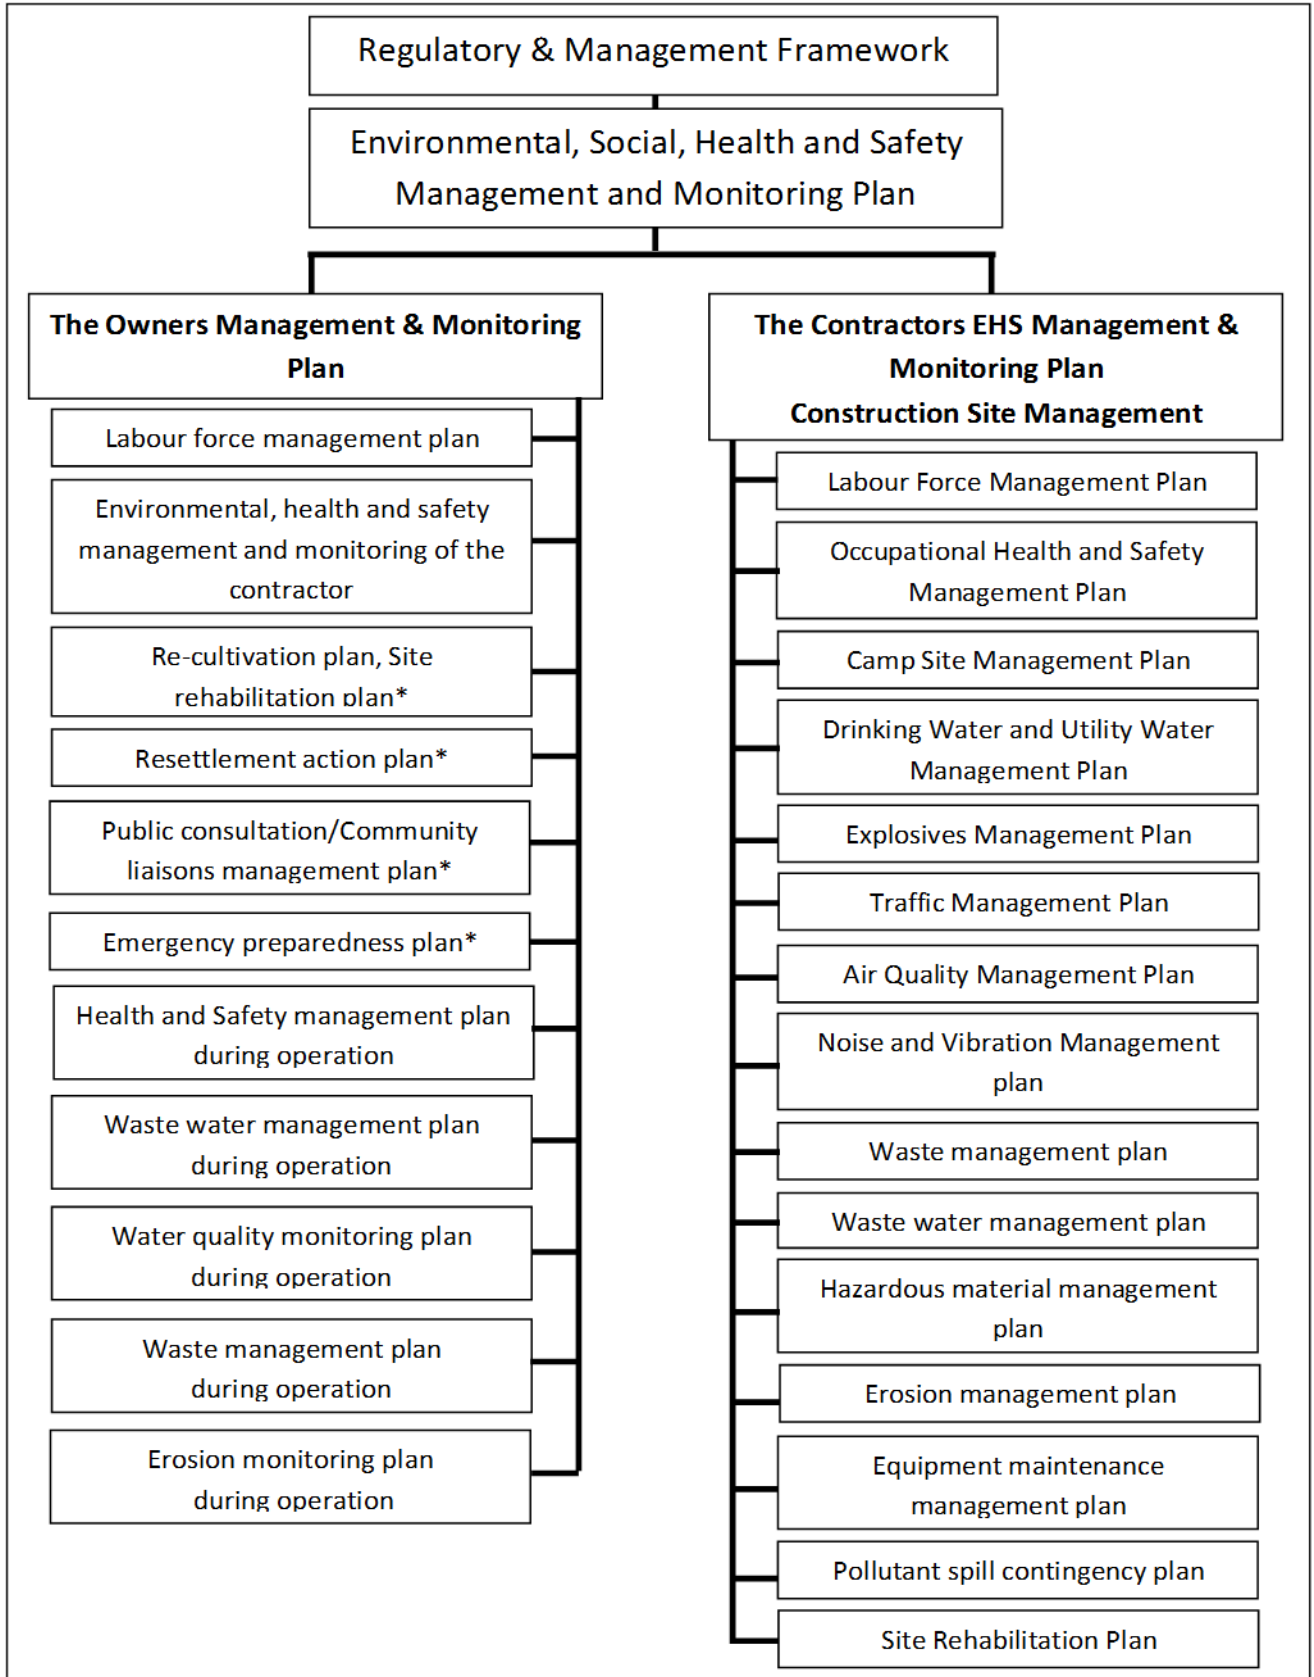 Regulatory & Management Framework
Environmental, Social, Health and Safety
Management and Monitoring Plan
The Owners Management & Monitoring
Plan
Labour force management plan
Environmental, health and safety
management and monitoring of the
contractor
Re-cultivation plan, Site
rehabilitation plan*
Resettlement action plan*
Public consultation/Community
liaisons management plan*
Emergency preparedness plan*
Health and Safety management plan
during operation
Waste water management plan
during operation
Water quality monitoring plan
during operation
Waste management plan
during operation
Erosion monitoring plan
during operation
The Contractors EHS Management &
Monitoring Plan
Construction Site Management
Labour Force Management Plan
Occupational Health and Safety
Management Plan
Camp Site Management Plan
Drinking Water and Utility Water
Management Plan
Explosives Management Plan
Traffic Management Plan
Air Quality Management Plan
Noise and Vibration Management
plan
Waste management plan
Waste water management plan
Hazardous material management
plan
Erosion management plan
Equipment maintenance
management plan
Pollutant spill contingency plan
Site Rehabilitation Plan